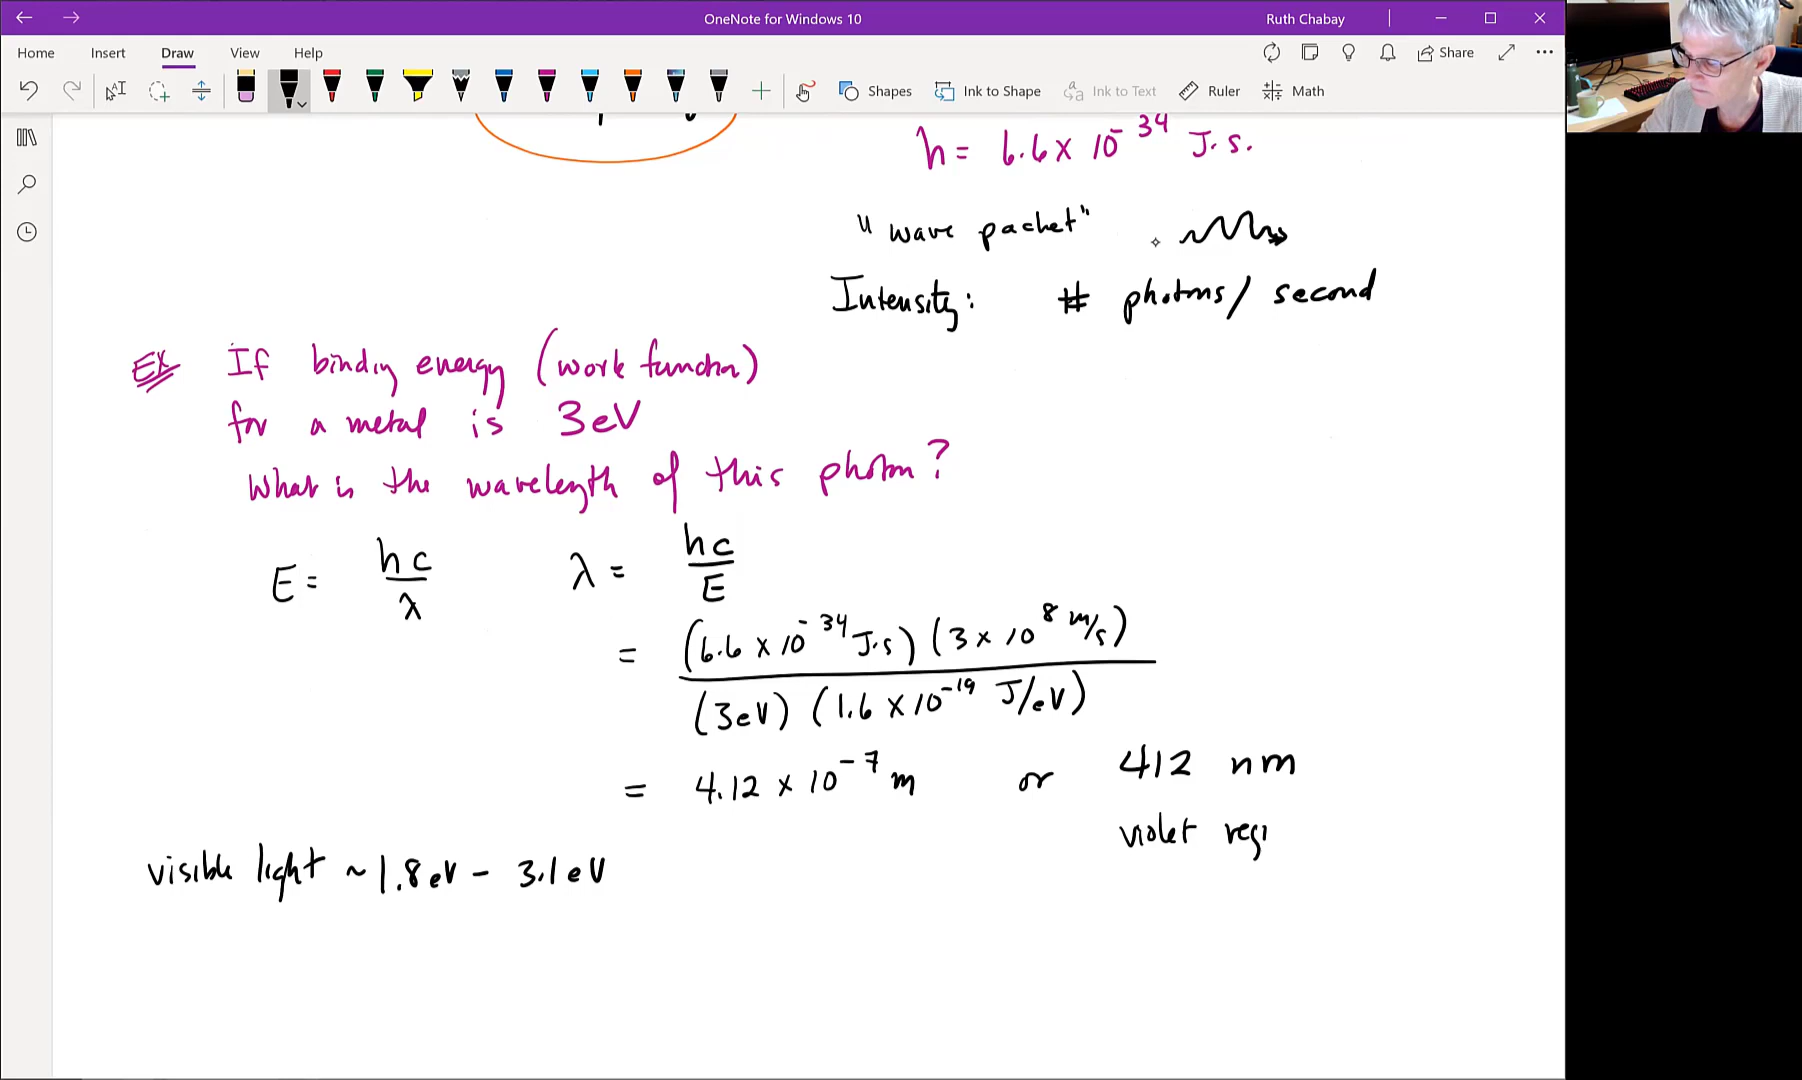 OneNote for Windows 10
Ruth Chabay
Home Insert Draw View Help
Share
Shapes Ink to Shape Ink to Text Ruler Math
h = 6.6 x 10^-34 J.s.
"wave packet"
Intensity: # photons / second
Ex If binding energy (work function)
for a metal is 3eV
What is the wavelength of this photon?
E = hc/λ λ = hc/E
= (6.6 x 10^-34 J.s) (3 x 10^8 m/s)
(3eV) (1.6 x 10^-19 J/eV)
= 4.12 x 10^-7 m or 412 nm
violet regi
visible light ~ 1.8 eV - 3.1 eV